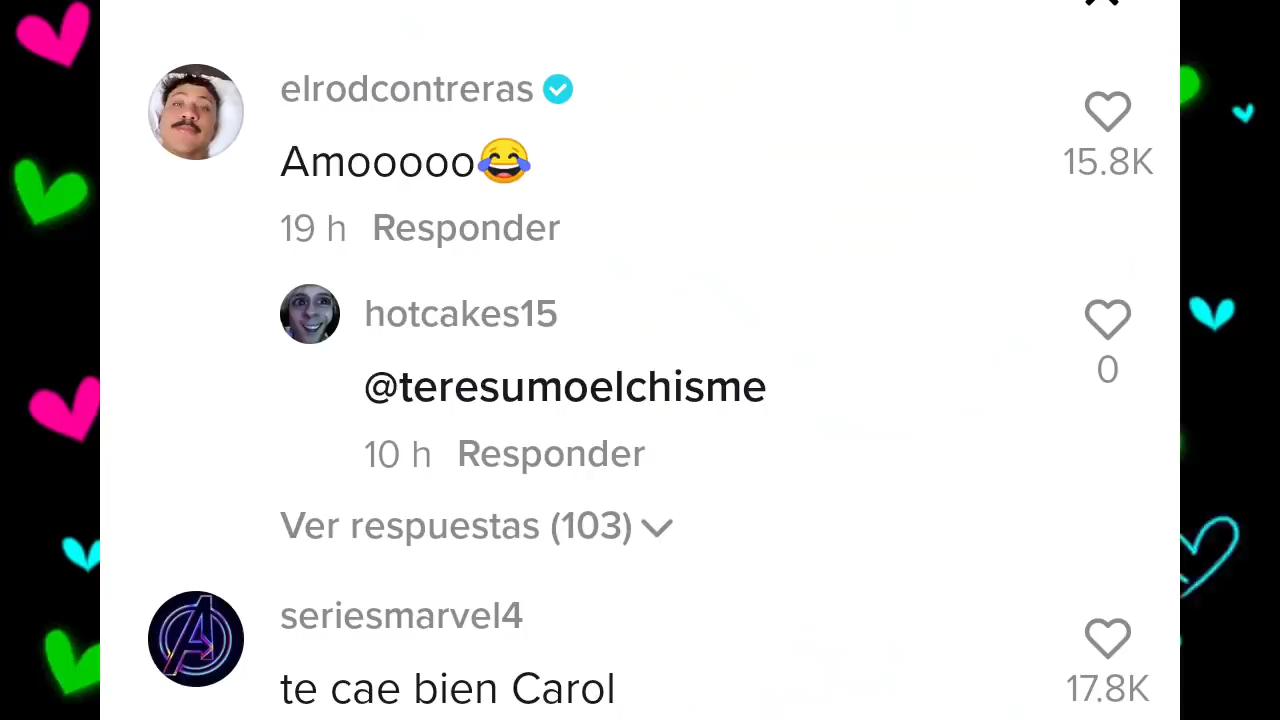 elrodcontreras
Amooooo😂
15.8K
19 h Responder
hotcakes15
@teresumoelchisme
0
10 h Responder
Ver respuestas (103)
seriesmarvel4
te cae bien Carol
17.8K